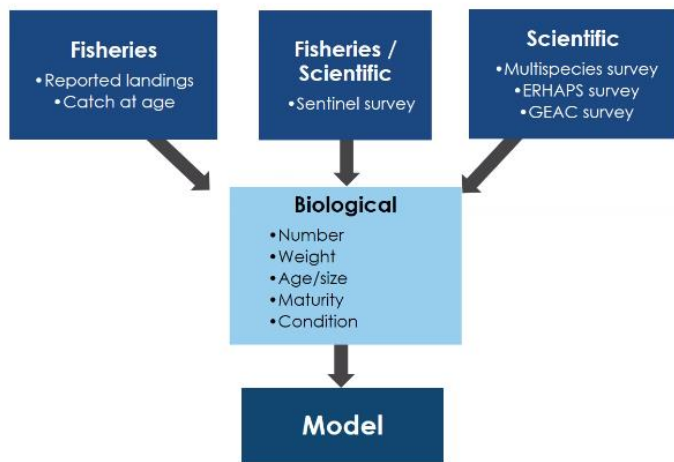 Fisheries
•Reported landings
•Catch at age
Fisheries /
Scientific
•Sentinel survey
Scientific
•Multispecies survey
•ERHAPS survey
•GEAC survey
Biological
•Number
•Weight
•Age/size
•Maturity
•Condition
Model